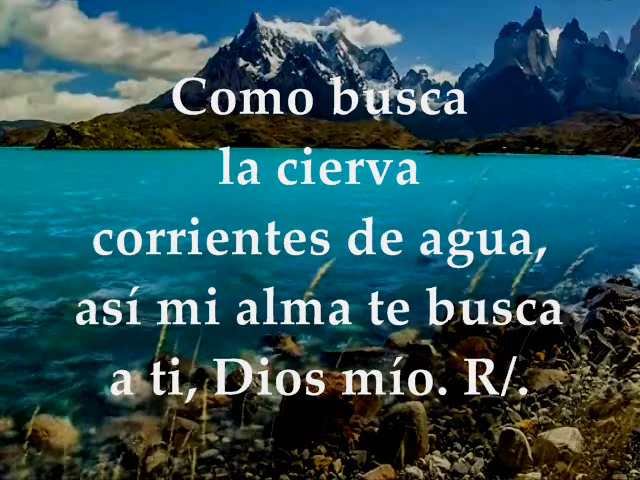 Como busca
la cierva
corrientes de agua,
así mi alma te busca
a ti, Dios mío. R/.